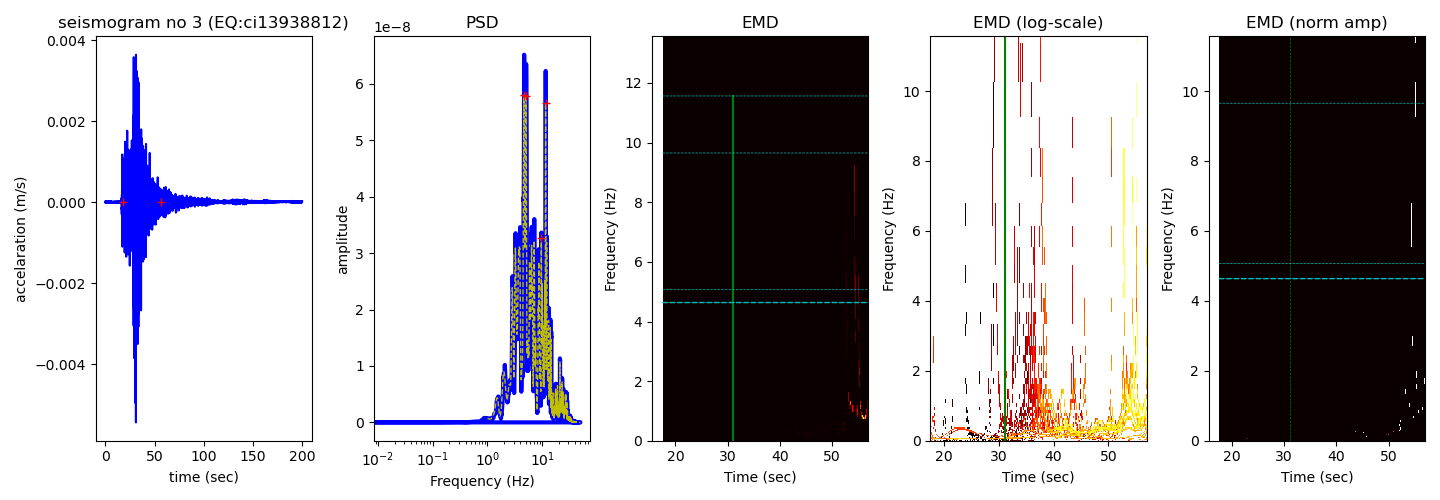 seismogram no 3 (EQ:ci13938812)
accelaration (m/s)
0.004
0.002
0.000
−0.002
−0.004
0 50 100 150 200
time (sec)
PSD
1e−8
amplitude
6
5
4
3
2
1
0
10⁻² 10⁻¹ 10⁰ 10¹
Frequency (Hz)
EMD
Frequency (Hz)
12
10
8
6
4
2
0
20 30 40 50
Time (sec)
EMD (log-scale)
Frequency (Hz)
10
8
6
4
2
0
20 30 40 50
Time (sec)
EMD (norm amp)
Frequency (Hz)
10
8
6
4
2
0
20 30 40 50
Time (sec)